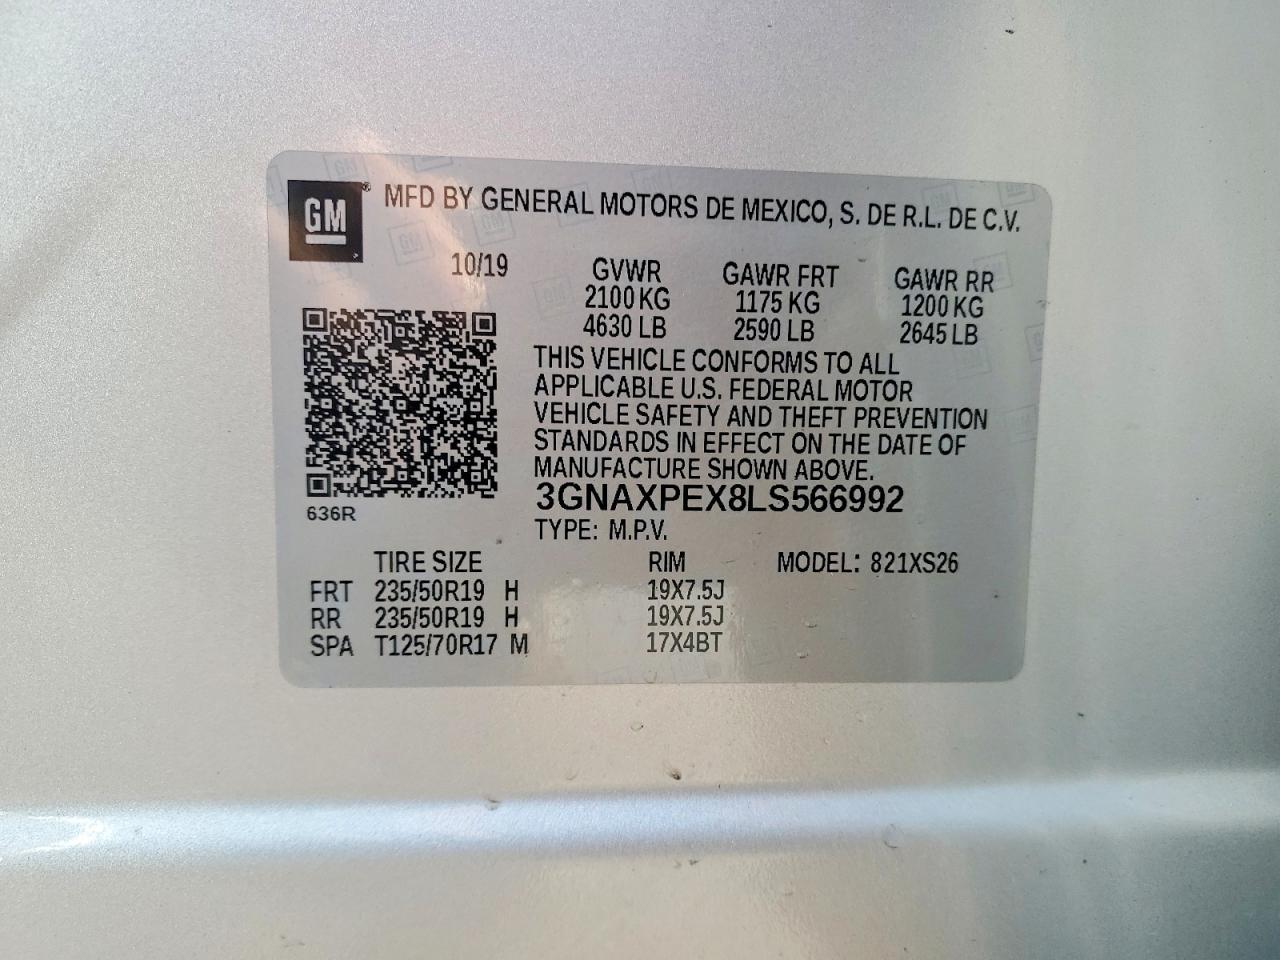 GM
MFD BY GENERAL MOTORS DE MEXICO, S. DE R.L. DE C.V.
10/19 GVWR GAWR FRT GAWR RR
2100 KG 1175 KG 1200 KG
4630 LB 2590 LB 2645 LB
THIS VEHICLE CONFORMS TO ALL
APPLICABLE U.S. FEDERAL MOTOR
VEHICLE SAFETY AND THEFT PREVENTION
STANDARDS IN EFFECT ON THE DATE OF
MANUFACTURE SHOWN ABOVE.
3GNAXPEX8LS566992
636R
TYPE: M.P.V.
TIRE SIZE RIM MODEL: 821XS26
FRT 235/50R19 H 19X7.5J
RR 235/50R19 H 19X7.5J
SPA T125/70R17 M 17X4BT